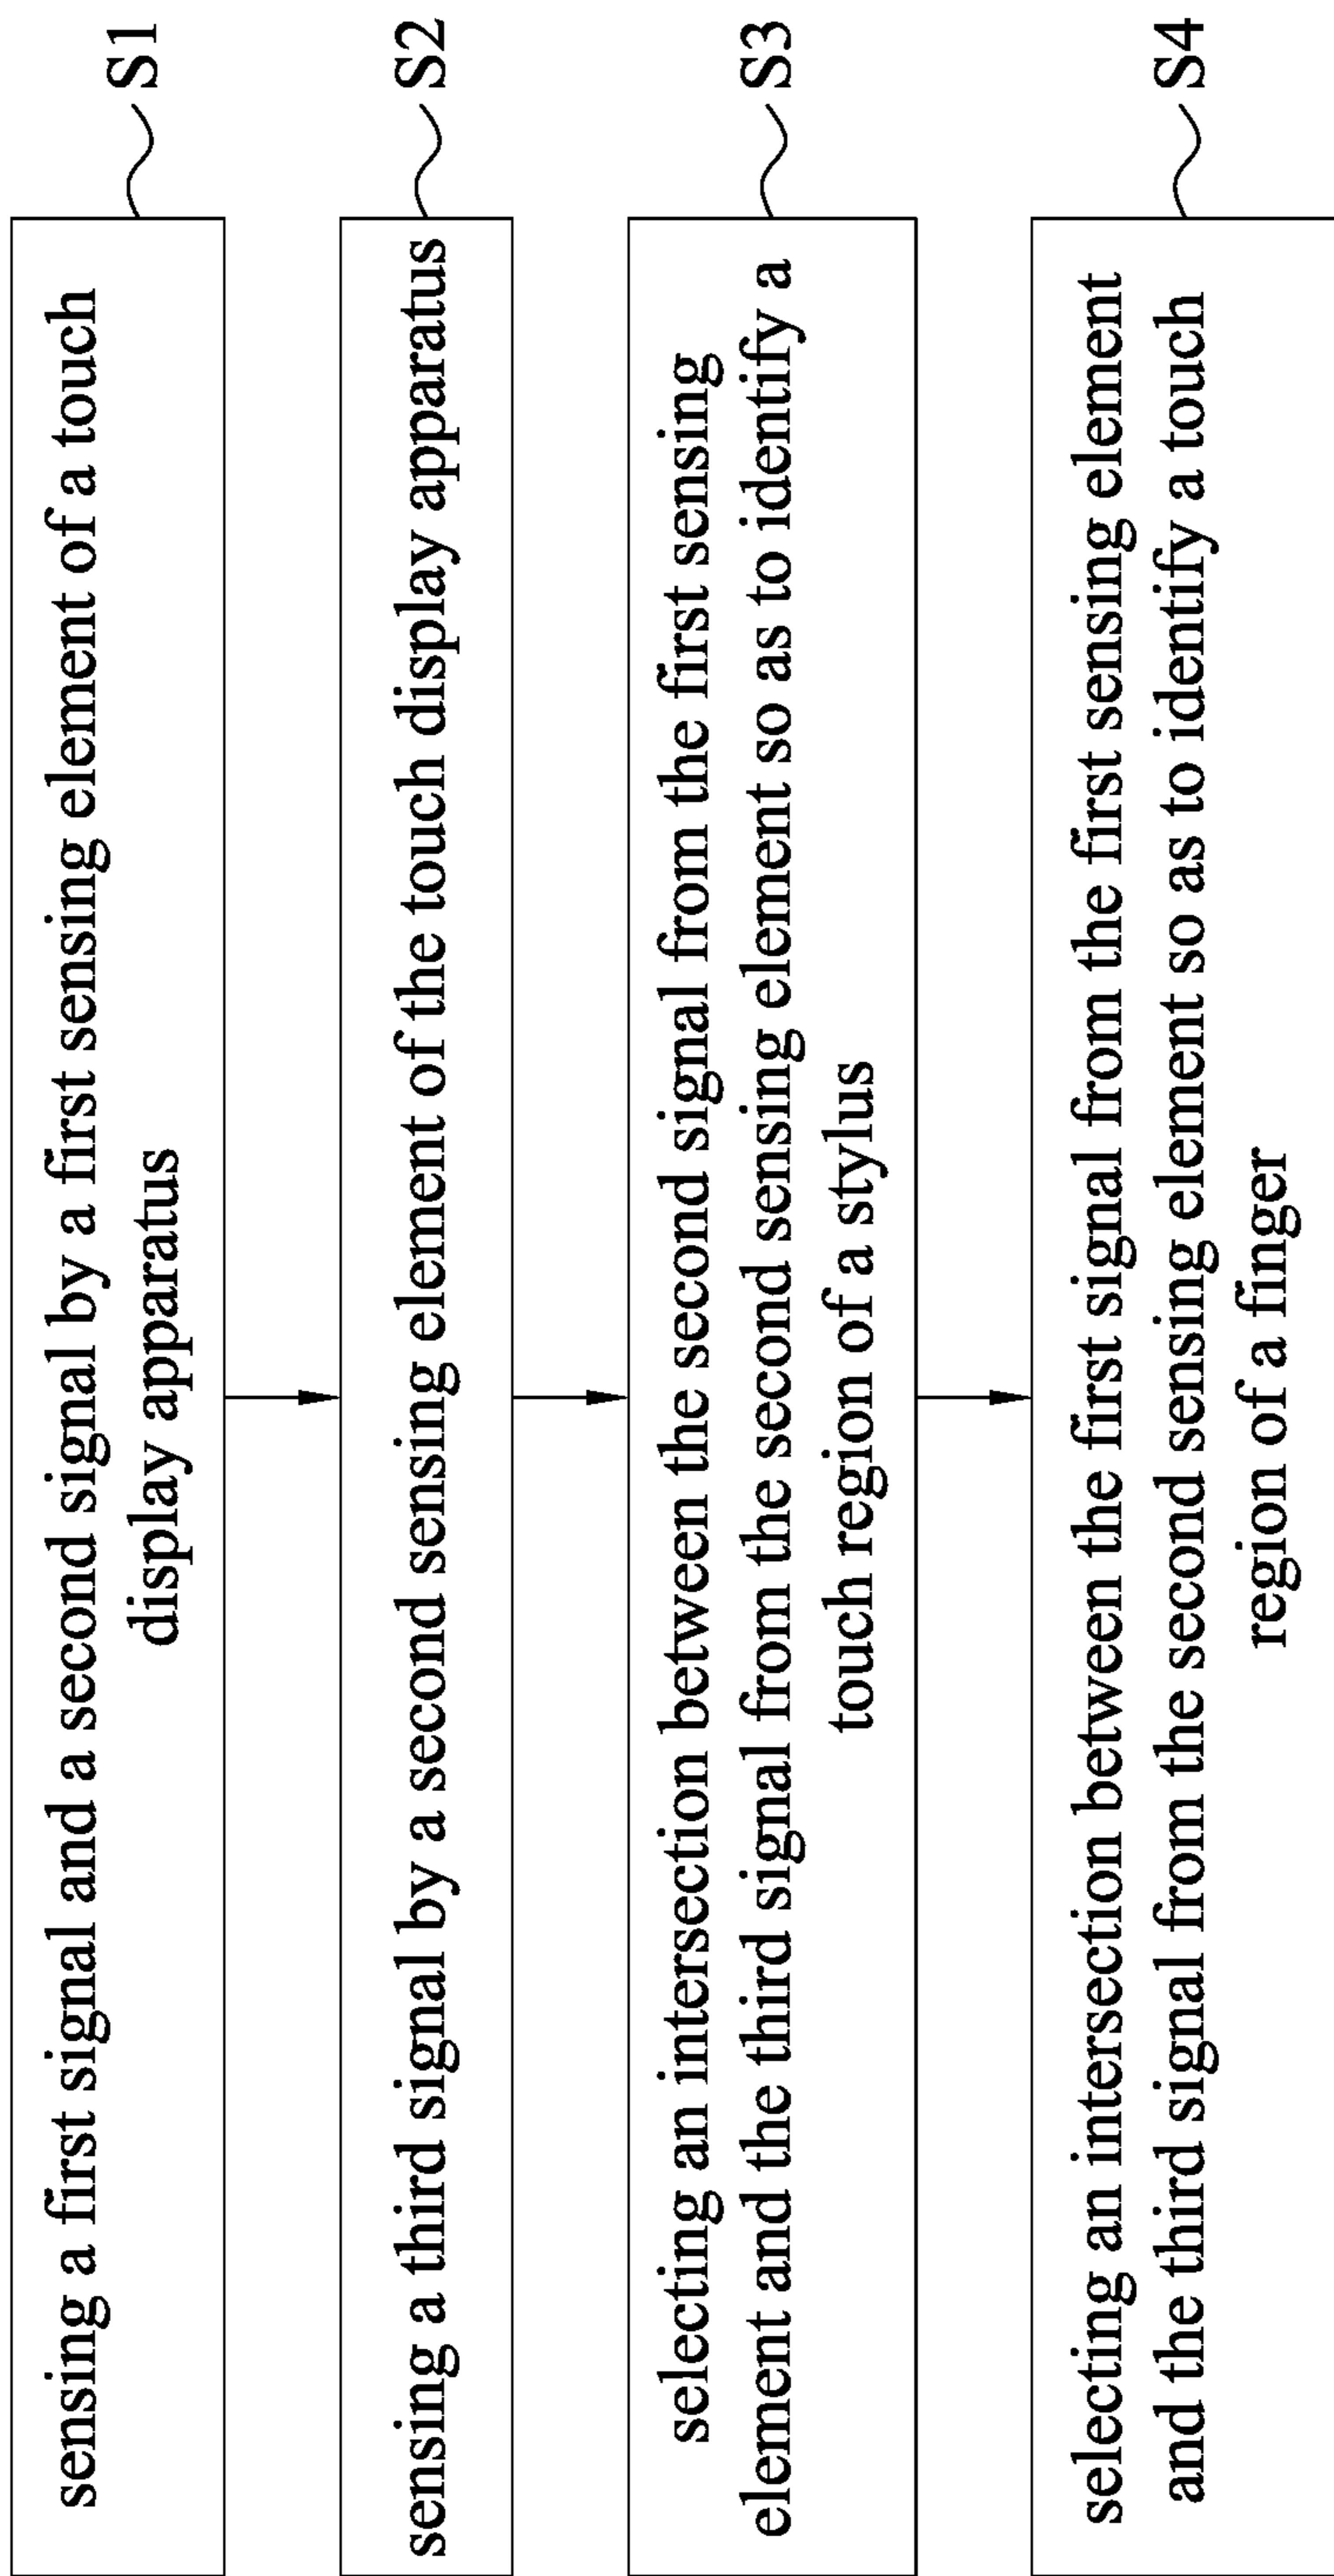 sensing a first signal and a second signal by a first sensing element of a touch
display apparatus
S1
sensing a third signal by a second sensing element of the touch display apparatus
S2
selecting an intersection between the second signal from the first sensing
element and the third signal from the second sensing element so as to identify a
touch region of a stylus
S3
selecting an intersection between the first signal from the first sensing element
and the third signal from the second sensing element so as to identify a touch
region of a finger
S4